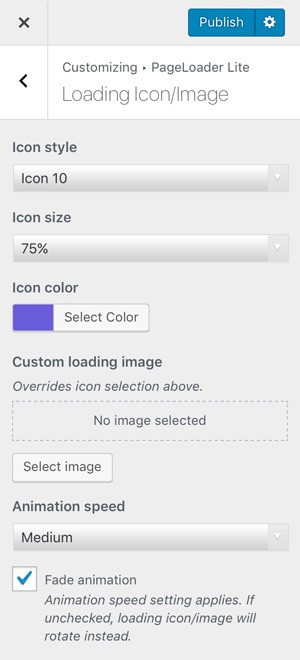 Publish
Customizing ▸ PageLoader Lite
Loading Icon/Image
Icon style
Icon 10
Icon size
75%
Icon color
Select Color
Custom loading image
Overrides icon selection above.
No image selected
Select image
Animation speed
Medium
Fade animation
Animation speed setting applies. If
unchecked, loading icon/image will
rotate instead.